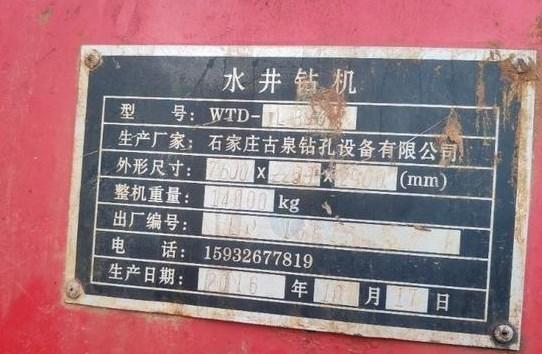 水井钻机
型 号: WTD-
生产厂家: 石家庄古泉钻孔设备有限公司
外形尺寸: x x (mm)
整机重量: 14000 kg
出厂编号:
电 话: 15932677819
生产日期: 2016 年 10 月 17 日